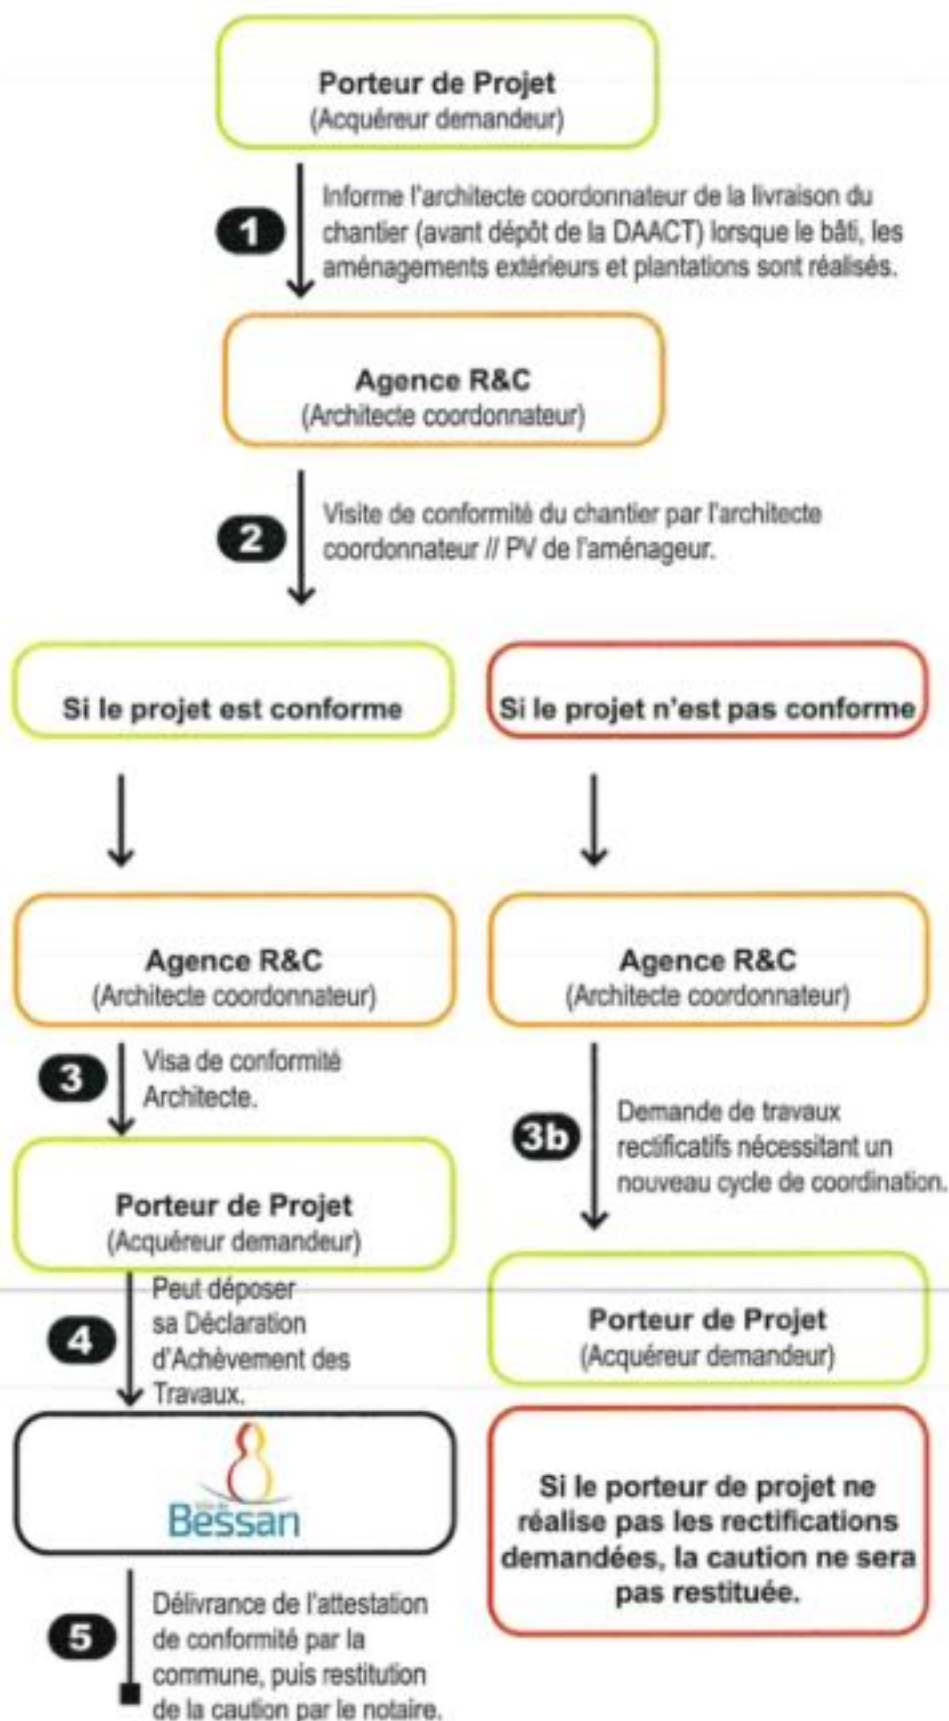 Porteur de Projet
(Acquéreur demandeur)
1
Informe l'architecte coordonnateur de la livraison du
chantier (avant dépôt de la DAACT) lorsque le bâti, les
aménagements extérieurs et plantations sont réalisés.
Agence R&C
(Architecte coordonnateur)
2
Visite de conformité du chantier par l'architecte
coordonnateur // PV de l'aménageur.
Si le projet est conforme
Si le projet n'est pas conforme
Agence R&C
(Architecte coordonnateur)
Agence R&C
(Architecte coordonnateur)
3
Visa de conformité
Architecte.
3b
Demande de travaux
rectificatifs nécessitant un
nouveau cycle de coordination.
Porteur de Projet
(Acquéreur demandeur)
Porteur de Projet
(Acquéreur demandeur)
4
Peut déposer
sa Déclaration
d'Achèvement des
Travaux.
Bessan
Si le porteur de projet ne
réalise pas les rectifications
demandées, la caution ne sera
pas restituée.
5
Délivrance de l'attestation
de conformité par la
commune, puis restitution
de la caution par le notaire.